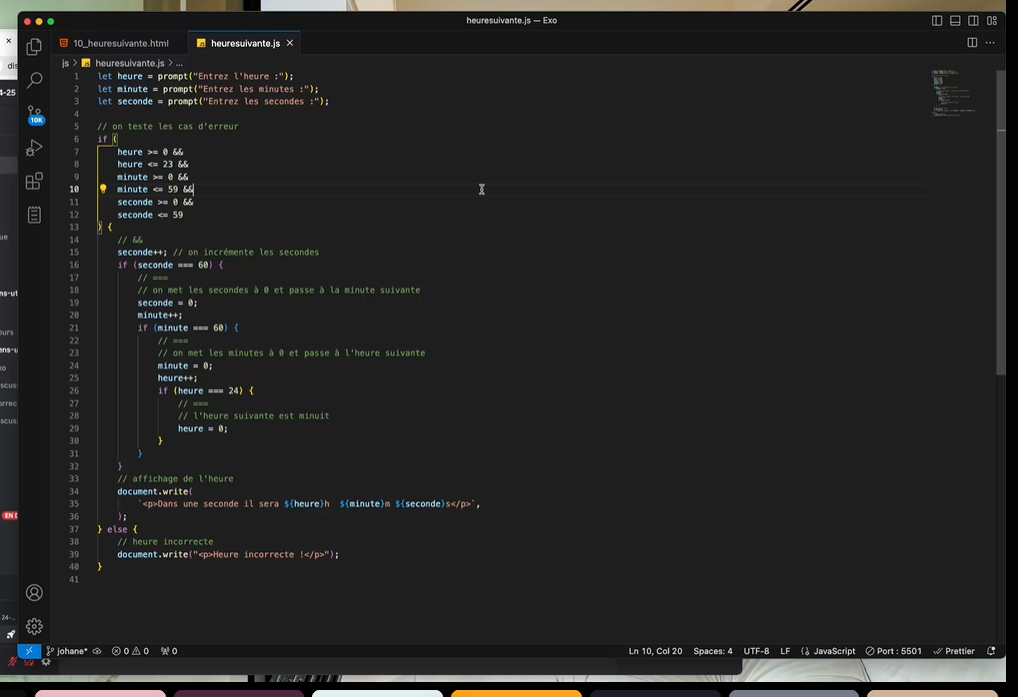 heuresuivante.js — Exo
10_heuresuivante.html
heuresuivante.js
js > heuresuivante.js > ...
1 let heure = prompt("Entrez l'heure :");
2 let minute = prompt("Entrez les minutes :");
3 let seconde = prompt("Entrez les secondes :");
4
5 // on teste les cas d'erreur
6 if (
7 heure >= 0 &&
8 heure <= 23 &&
9 minute >= 0 &&
10 minute <= 59 &&
11 seconde >= 0 &&
12 seconde <= 59
13 ) {
14 // &&
15 seconde++; // on incrémente les secondes
16 if (seconde === 60) {
17 // ===
18 // on met les secondes à 0 et passe à la minute suivante
19 seconde = 0;
20 minute++;
21 if (minute === 60) {
22 // ===
23 // on met les minutes à 0 et passe à l'heure suivante
24 minute = 0;
25 heure++;
26 if (heure === 24) {
27 // ===
28 // l'heure suivante est minuit
29 heure = 0;
30 }
31 }
32 }
33 // affichage de l'heure
34 document.write(
35 `<p>Dans une seconde il sera ${heure}h  ${minute}m ${seconde}s</p>`,
36 );
37 } else {
38 // heure incorrecte
39 document.write("<p>Heure incorrecte !</p>");
40 }
41
10K
johane*
0 0
0
Ln 10, Col 20
Spaces: 4
UTF-8
LF
JavaScript
Port : 5501
Prettier